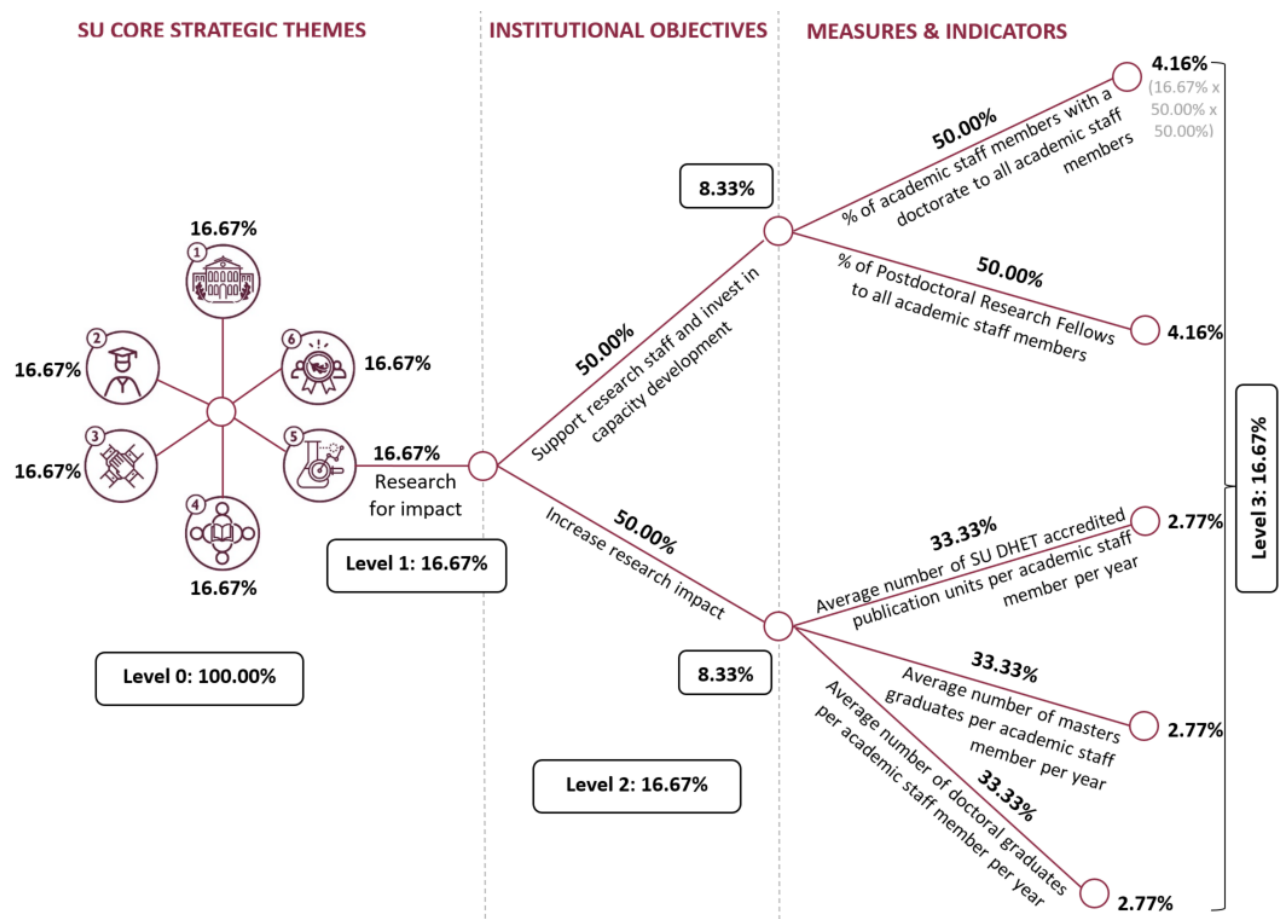 SU CORE STRATEGIC THEMES
INSTITUTIONAL OBJECTIVES
MEASURES & INDICATORS
16.67%
1
2
16.67%
3
16.67%
4
16.67%
5
6
16.67%
16.67%
Research
for impact
Level 0: 100.00%
Level 1: 16.67%
50.00%
Support research staff and invest in
capacity development
8.33%
50.00%
Increase research impact
8.33%
Level 2: 16.67%
50.00%
% of academic staff members with a
doctorate to all academic staff
members
4.16%
(16.67% x
50.00% x
50.00%)
50.00%
% of Postdoctoral Research Fellows
to all academic staff members
4.16%
33.33%
Average number of SU DHET accredited
publication units per academic staff
member per year
2.77%
33.33%
Average number of masters
graduates per academic staff
member per year
2.77%
33.33%
Average number of doctoral graduates
per academic staff member per year
2.77%
Level 3: 16.67%